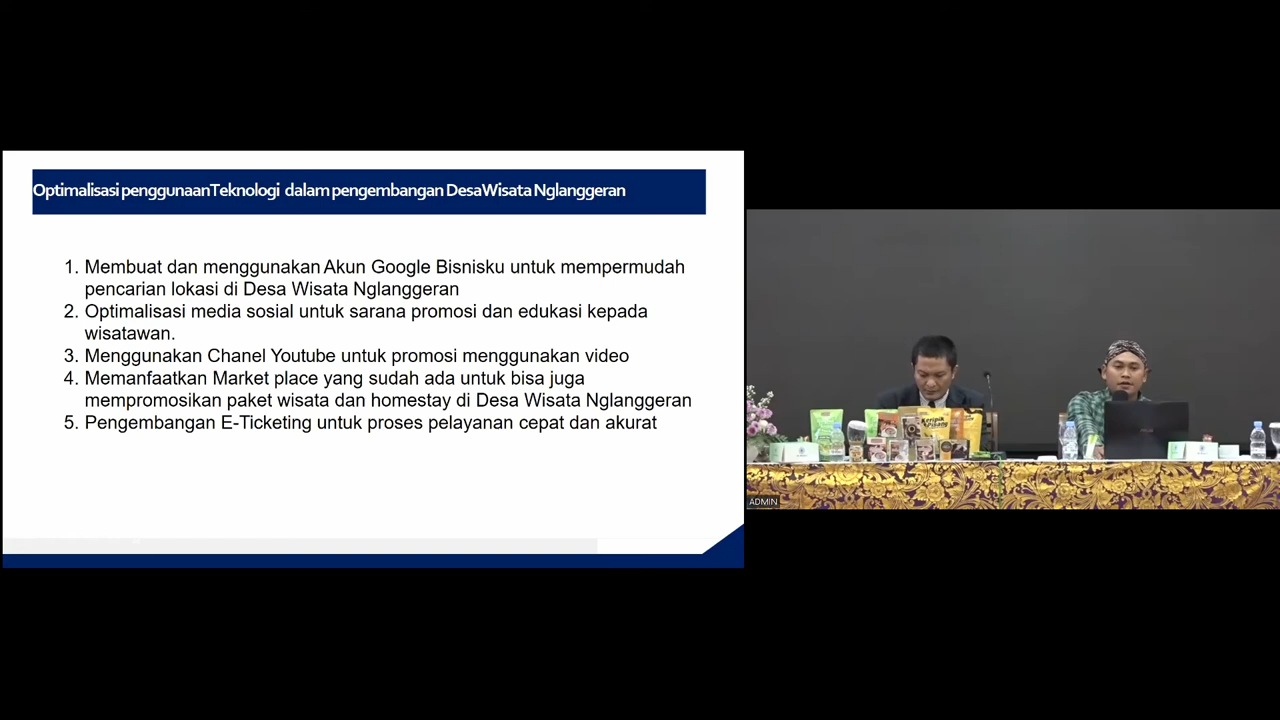 Optimalisasi penggunaanTeknologi dalam pengembangan DesaWisata Nglanggeran
1. Membuat dan menggunakan Akun Google Bisnisku untuk mempermudah
pencarian lokasi di Desa Wisata Nglanggeran
2. Optimalisasi media sosial untuk sarana promosi dan edukasi kepada
wisatawan.
3. Menggunakan Chanel Youtube untuk promosi menggunakan video
4. Memanfaatkan Market place yang sudah ada untuk bisa juga
mempromosikan paket wisata dan homestay di Desa Wisata Nglanggeran
5. Pengembangan E-Ticketing untuk proses pelayanan cepat dan akurat
Keripik
Pisang
ADMIN